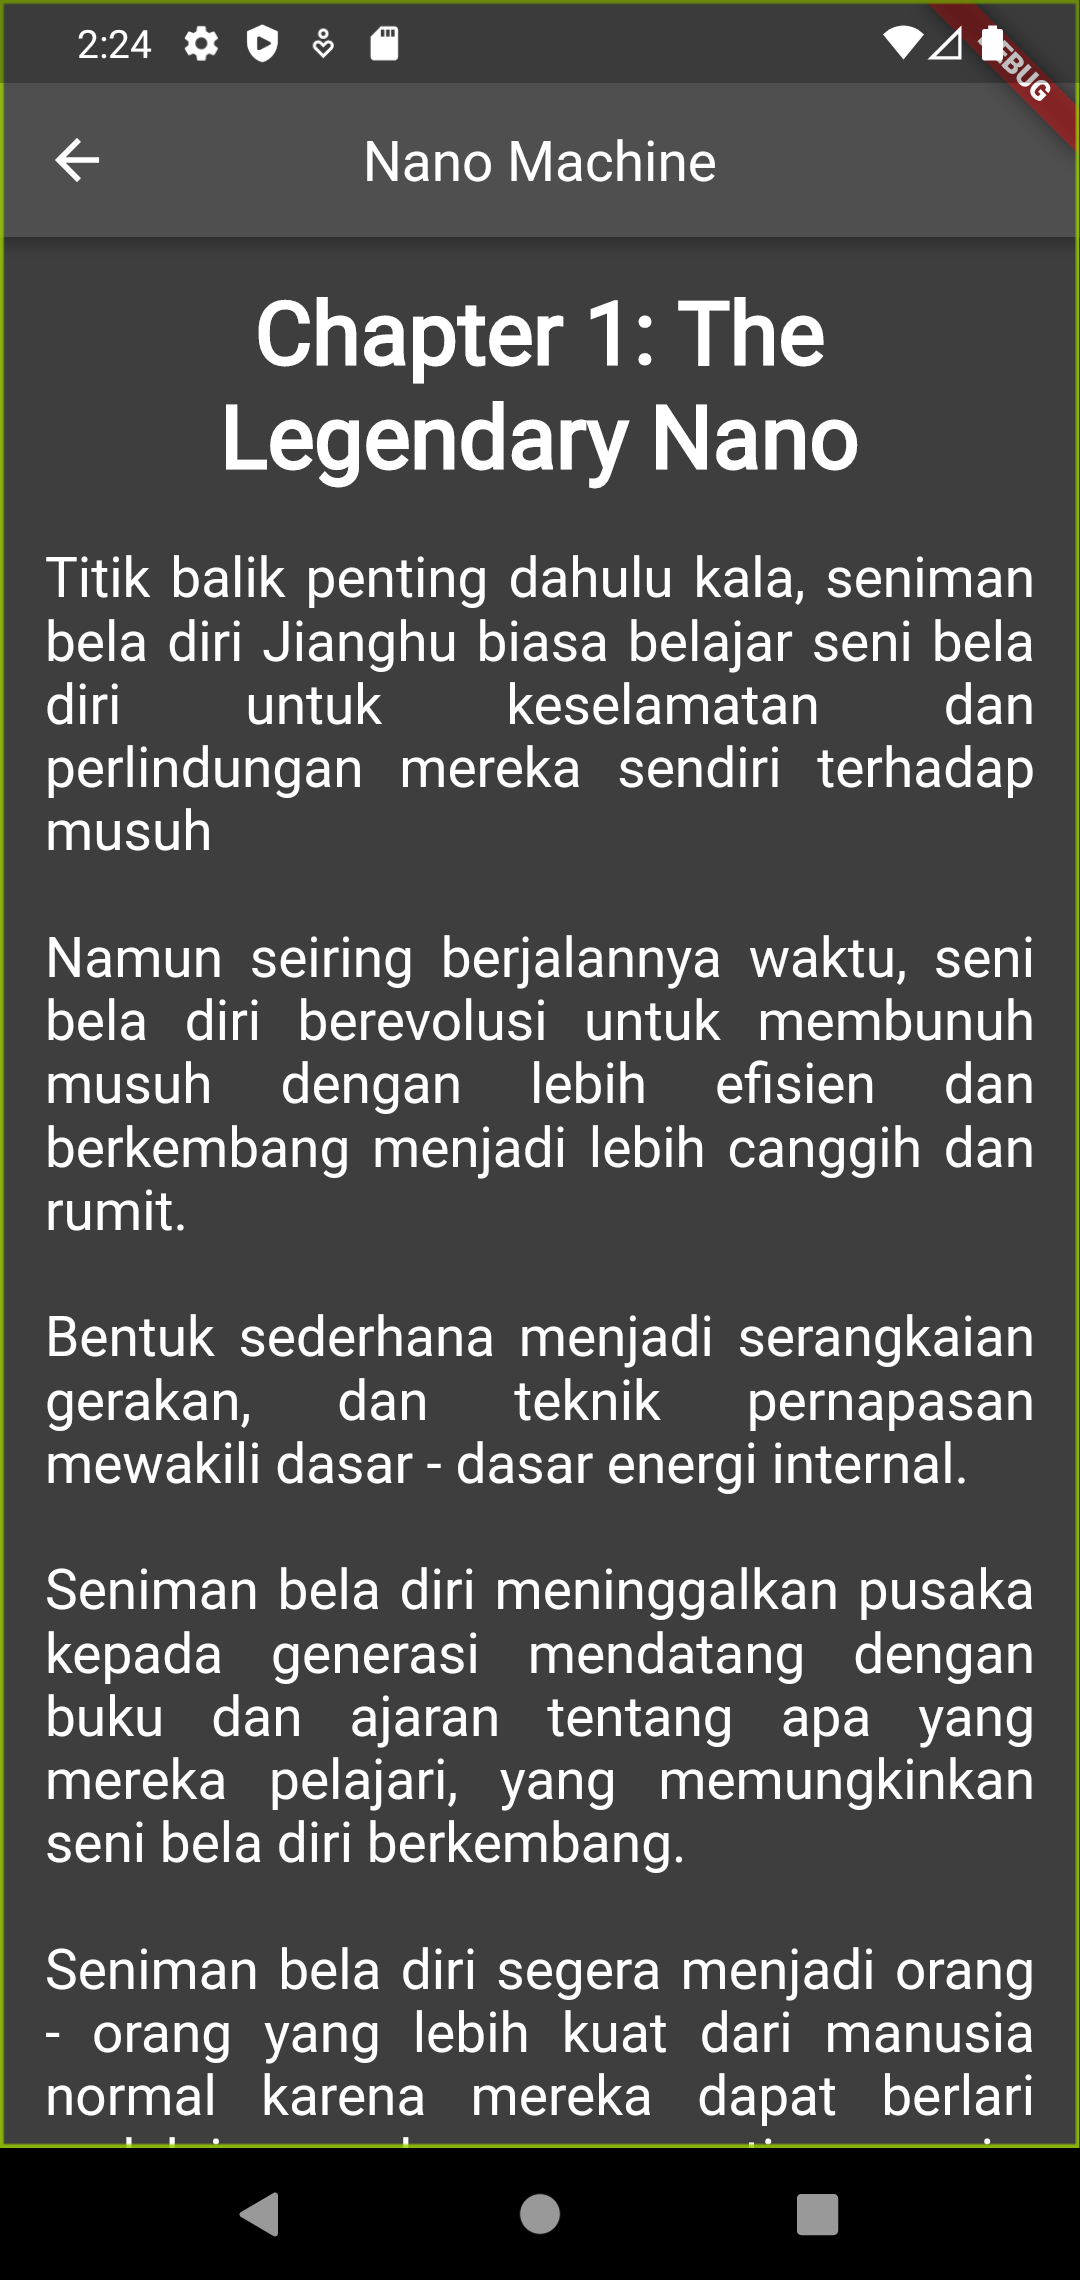 2:24
DEBUG
Nano Machine
Chapter 1: The
Legendary Nano
Titik balik penting dahulu kala, seniman
bela diri Jianghu biasa belajar seni bela
diri untuk keselamatan dan
perlindungan mereka sendiri terhadap
musuh
Namun seiring berjalannya waktu, seni
bela diri berevolusi untuk membunuh
musuh dengan lebih efisien dan
berkembang menjadi lebih canggih dan
rumit.
Bentuk sederhana menjadi serangkaian
gerakan, dan teknik pernapasan
mewakili dasar - dasar energi internal.
Seniman bela diri meninggalkan pusaka
kepada generasi mendatang dengan
buku dan ajaran tentang apa yang
mereka pelajari, yang memungkinkan
seni bela diri berkembang.
Seniman bela diri segera menjadi orang
- orang yang lebih kuat dari manusia
normal karena mereka dapat berlari